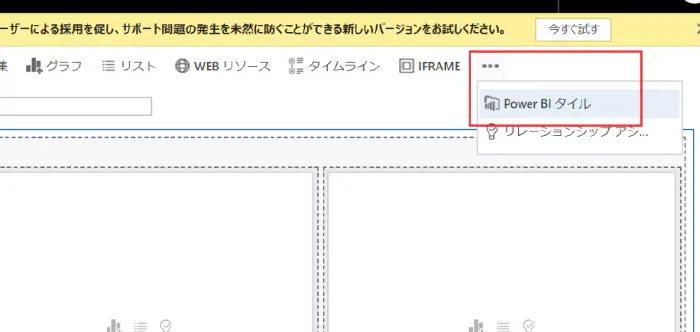 ーザーによる採用を促し、サポート問題の発生を未然に防ぐことができる新しいバージョンをお試しください。 今すぐ試す
集 グラフ リスト WEB リソース タイムライン IFRAME •••
Power BI タイル
リレーションシップ アシ...